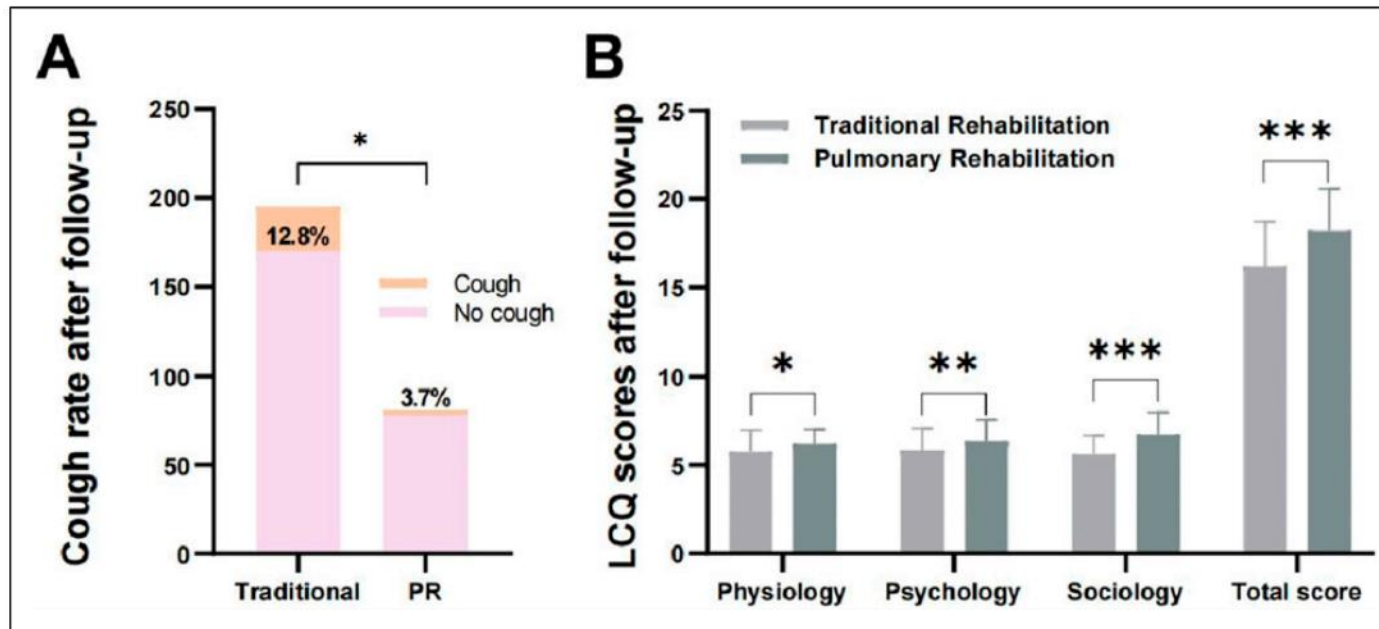 A
Cough rate after follow-up
250
200
150
100
50
0
*
12.8%
3.7%
Cough
No cough
Traditional PR
B
LCQ scores after follow-up
25
20
15
10
5
0
Traditional Rehabilitation
Pulmonary Rehabilitation
*
**
***
***
Physiology Psychology Sociology Total score